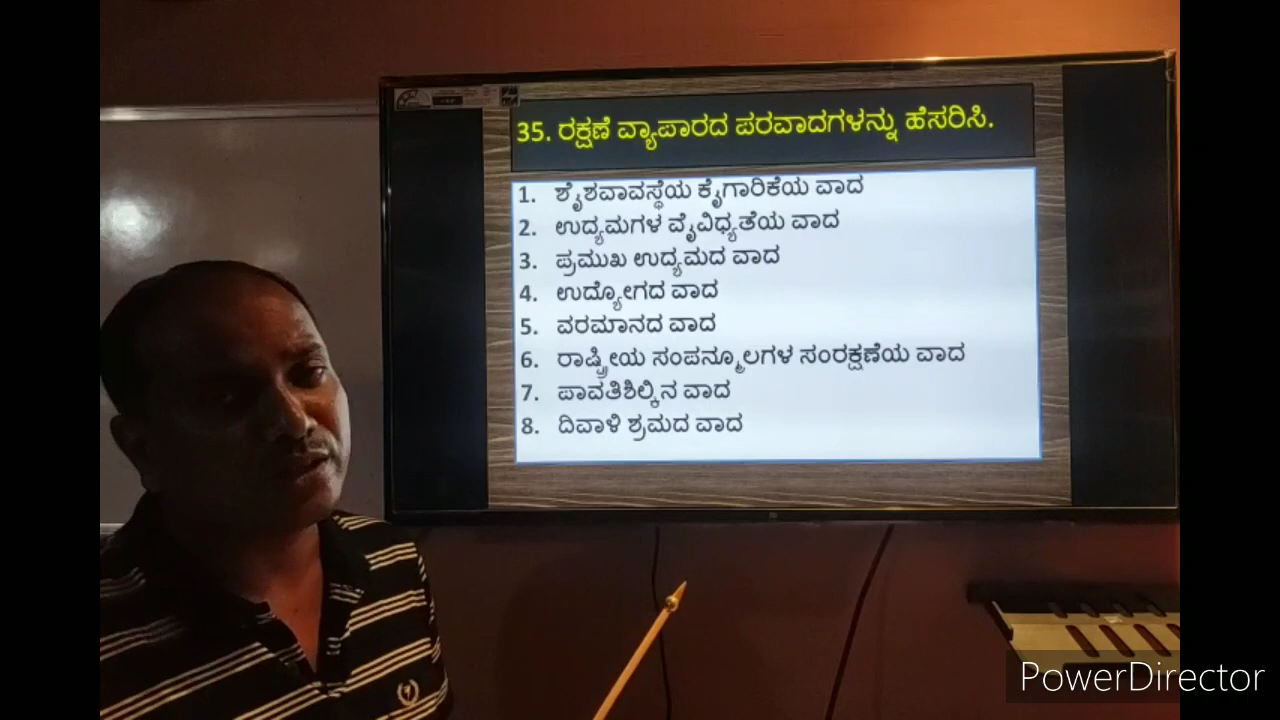 35. ರಕ್ಷಣೆ ವ್ಯಾಪಾರದ ಪರವಾದಗಳನ್ನು ಹೆಸರಿಸಿ.
1. ಶೈಶವಾವಸ್ಥೆಯ ಕೈಗಾರಿಕೆಯ ವಾದ
2. ಉದ್ಯಮಗಳ ವೈವಿಧ್ಯತೆಯ ವಾದ
3. ಪ್ರಮುಖ ಉದ್ಯಮದ ವಾದ
4. ಉದ್ಯೋಗದ ವಾದ
5. ವರಮಾನದ ವಾದ
6. ರಾಷ್ಟ್ರೀಯ ಸಂಪನ್ಮೂಲಗಳ ಸಂರಕ್ಷಣೆಯ ವಾದ
7. ಪಾವತಿಶಿಲ್ಕಿನ ವಾದ
8. ದಿವಾಳಿ ಶ್ರಮದ ವಾದ
PowerDirector